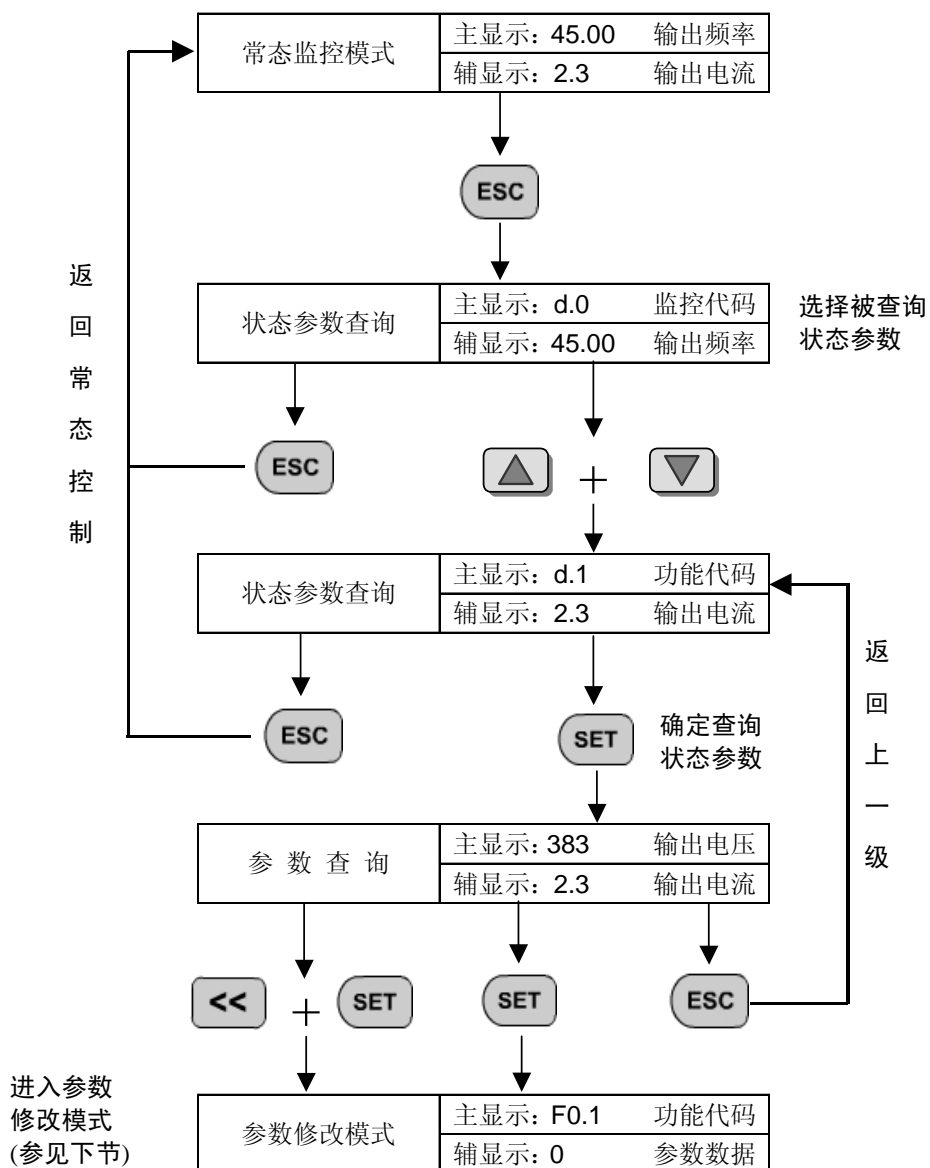 常态监控模式
主显示：45.00 输出频率
辅显示：2.3 输出电流
ESC
返回常态控制
状态参数查询
主显示：d.0 监控代码
辅显示：45.00 输出频率
选择被查询
状态参数
ESC
+
状态参数查询
主显示：d.1 功能代码
辅显示：2.3 输出电流
返回上一级
ESC
SET
确定查询
状态参数
参数查询
主显示：383 输出电压
辅显示：2.3 输出电流
<< + SET
SET
ESC
进入参数
修改模式
(参见下节)
参数修改模式
主显示：F0.1 功能代码
辅显示：0 参数数据